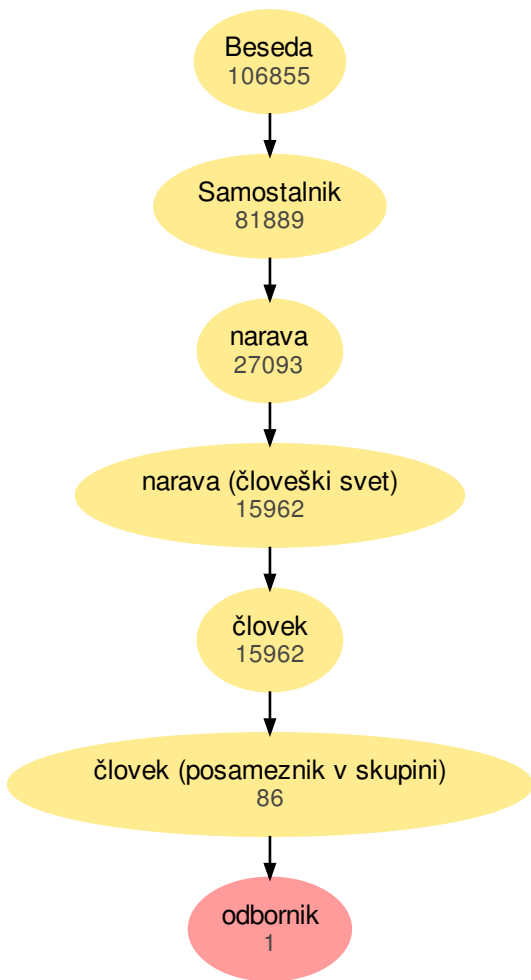 Beseda
106855
Samostalnik
81889
narava
27093
narava (človeški svet)
15962
človek
15962
človek (posameznik v skupini)
86
odbornik
1